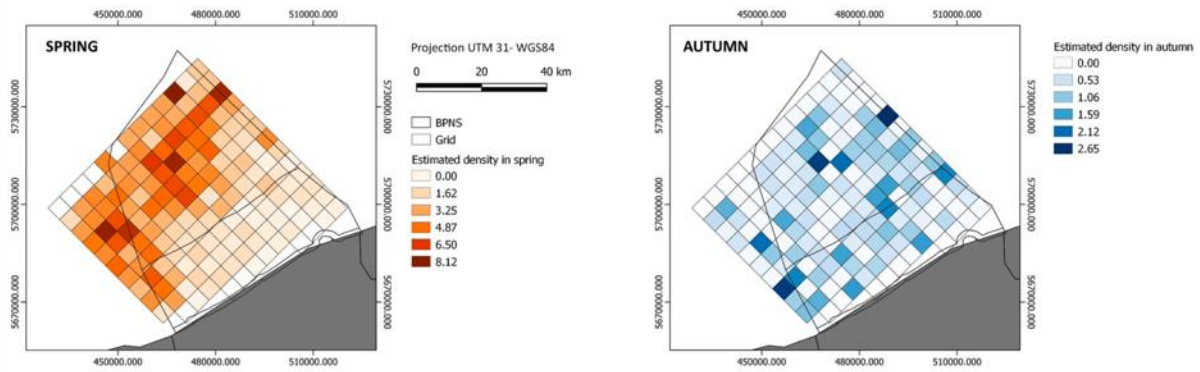 450000.000 480000.000 510000.000
SPRING
5730000.000
5700000.000
5670000.000
5730000.000
5700000.000
5670000.000
450000.000 480000.000 510000.000
Projection UTM 31- WGS84
0 20 40 km
BPNS
Grid
Estimated density in spring
0.00
1.62
3.25
4.87
6.50
8.12
450000.000 480000.000 510000.000
AUTUMN
5730000.000
5700000.000
5670000.000
5730000.000
5700000.000
5670000.000
450000.000 480000.000 510000.000
Estimated density in autumn
0.00
0.53
1.06
1.59
2.12
2.65